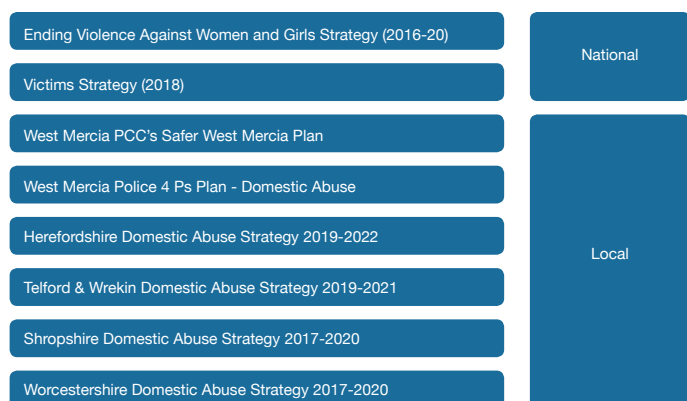 Ending Violence Against Women and Girls Strategy (2016-20)
National
Victims Strategy (2018)
West Mercia PCC's Safer West Mercia Plan
West Mercia Police 4 Ps Plan - Domestic Abuse
Herefordshire Domestic Abuse Strategy 2019-2022
Local
Telford & Wrekin Domestic Abuse Strategy 2019-2021
Shropshire Domestic Abuse Strategy 2017-2020
Worcestershire Domestic Abuse Strategy 2017-2020